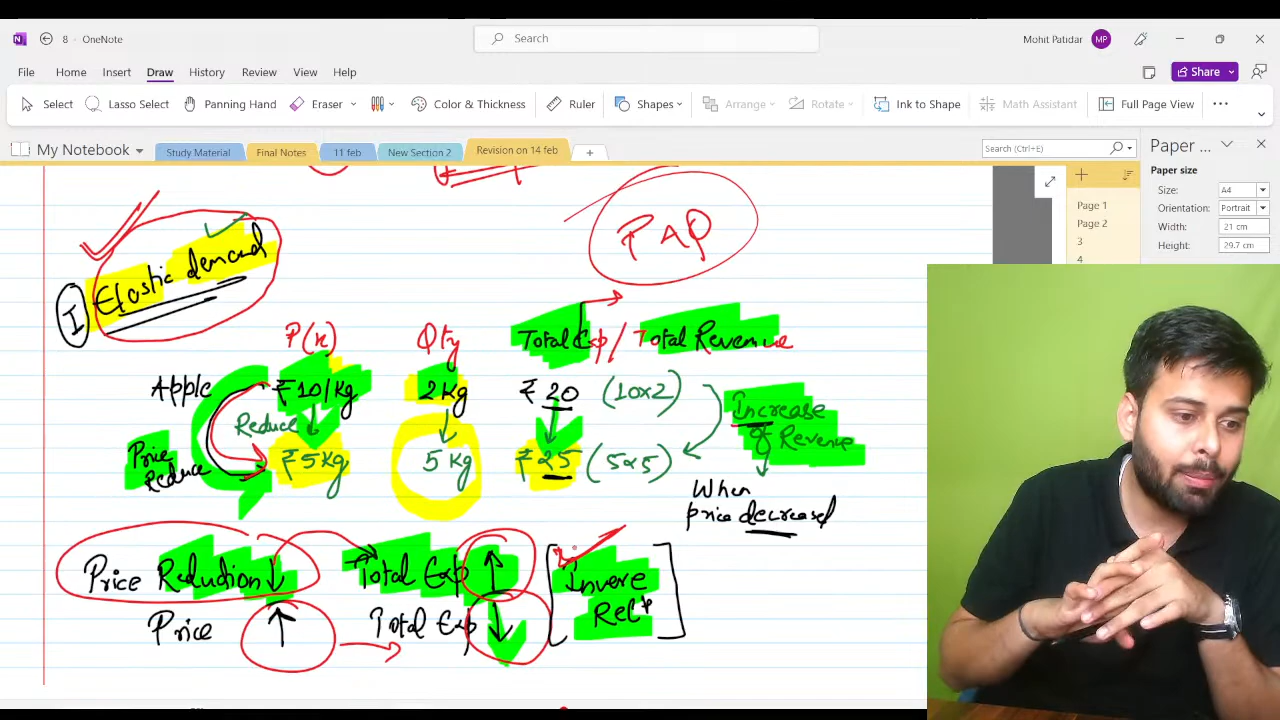 8 - OneNote
Search
Mohit Patidar MP
File Home Insert Draw History Review View Help
Share
Select Lasso Select Panning Hand Eraser Color & Thickness Ruler Shapes Arrange Rotate Ink to Shape Math Assistant Full Page View
My Notebook Study Material Final Notes 11 feb New Section 2 Revision on 14 feb
Search (Ctrl+E)
Paper ...
Paper size
Size: A4
Orientation: Portrait
Width: 21 cm
Height: 29.7 cm
Page 1
Page 2
3
4
I Elastic demand
Qty Total Exp/Total Revenue
Apple ₹10/Kg 2 Kg ₹ 20 (10x2)
Reduce
Increase
of Revenue
Price
Reduce
₹5Kg 5 Kg ₹ 25 (5x5)
When
price decreased
Price Reduction ↓ Total Exp ↑
Price ↑ Total Exp ↓
Invere